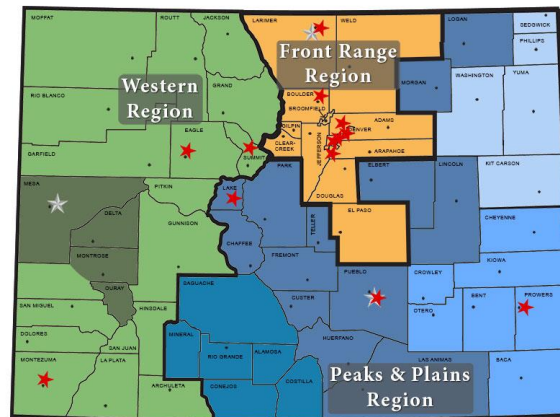 MOFFAT
ROUTT
JACKSON
LARIMER
WELD
LOGAN
SEDGWICK
PHILLIPS
Front Range
Region
Western
Region
RIO BLANCO
GRAND
BOULDER
BROOMFIELD
MORGAN
WASHINGTON
YUMA
GILPIN
ADAMS
DENVER
EAGLE
CLEAR-
CREEK
JEFFERSON
ARAPAHOE
GARFIELD
SUMMIT
PARK
DOUGLAS
ELBERT
LINCOLN
KIT CARSON
MESA
PITKIN
LAKE
DELTA
EL PASO
CHEYENNE
GUNNISON
CHAFFEE
TELLER
MONTROSE
FREMONT
KIOWA
OURAY
SAGUACHE
PUEBLO
CROWLEY
SAN MIGUEL
HINSDALE
CUSTER
OTERO
BENT
PROWERS
DOLORES
SAN JUAN
MINERAL
HUERFANO
MONTEZUMA
LA PLATA
RIO GRANDE
ALAMOSA
LAS AMMAS
BACA
ARCHULETA
CONEJOS
COSTILLA
Peaks & Plains
Region